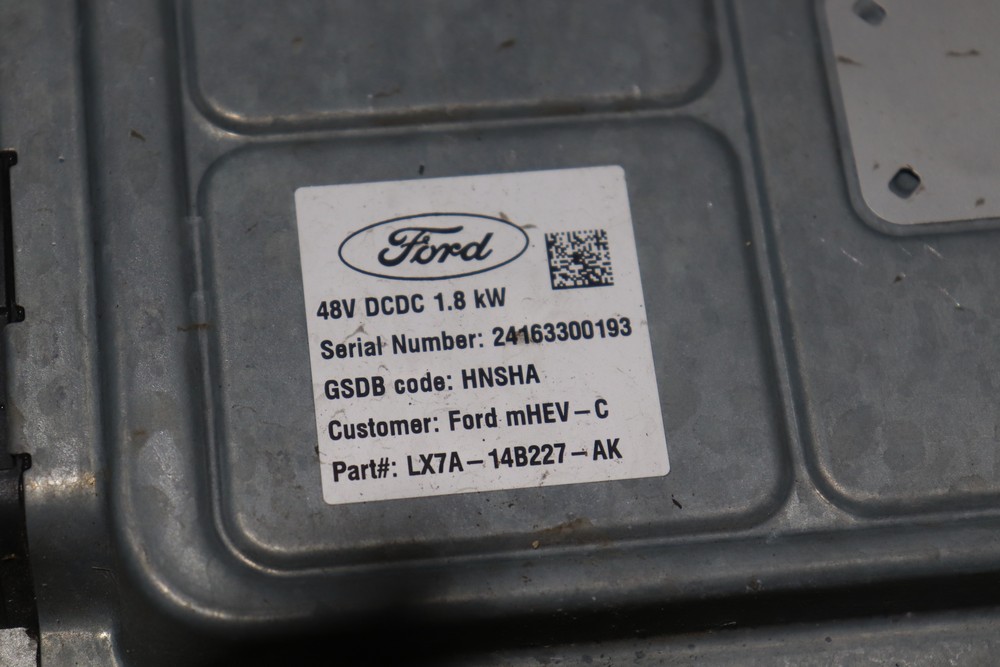 Ford
48V DCDC 1.8 kW
Serial Number: 24163300193
GSDB code: HNSHA
Customer: Ford mHEV-C
Part#: LX7A-14B227-AK